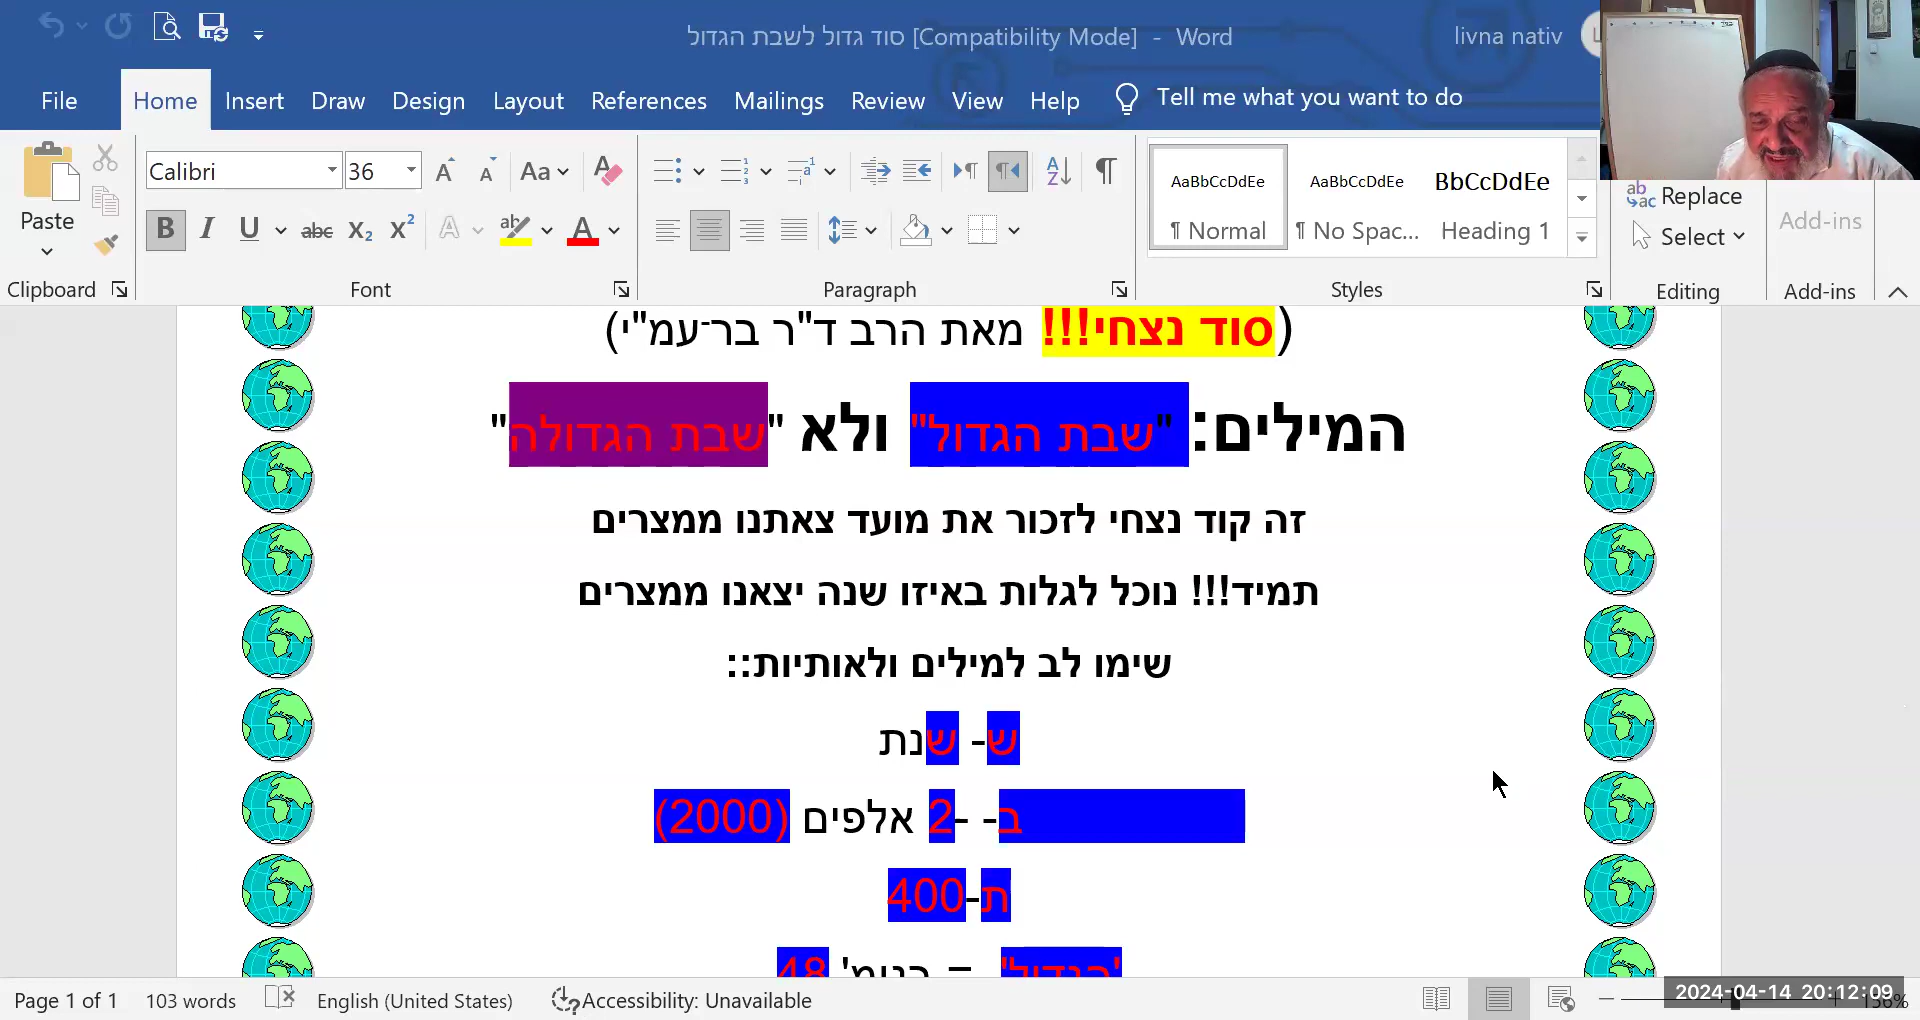 סוד גדול לשבת הגדול [Compatibility Mode] - Word
livna nativ
File Home Insert Draw Design Layout References Mailings Review View Help Tell me what you want to do
Calibri 36 Aa
AaBbCcDdEe AaBbCcDdEe BbCcDdEe
Paste
¶ Normal ¶ No Spac... Heading 1
Replace
Select
Add-ins
Clipboard Font Paragraph Styles Editing Add-ins
(סוד נצחי!!! מאת הרב ד"ר בר־עמ"י)
המילים: "שבת הגדול" ולא "שבת הגדולה"
זה קוד נצחי לזכור את מועד צאתנו ממצרים
תמיד!!! נוכל לגלות באיזו שנה יצאנו ממצרים
שימו לב למילים ולאותיות::
ש- שנת
ב- -2 אלפים (2000)
ת-400
'הגדול' = בגימ' 48
Page 1 of 1 103 words English (United States) Accessibility: Unavailable
2024-04-14 20:12:09